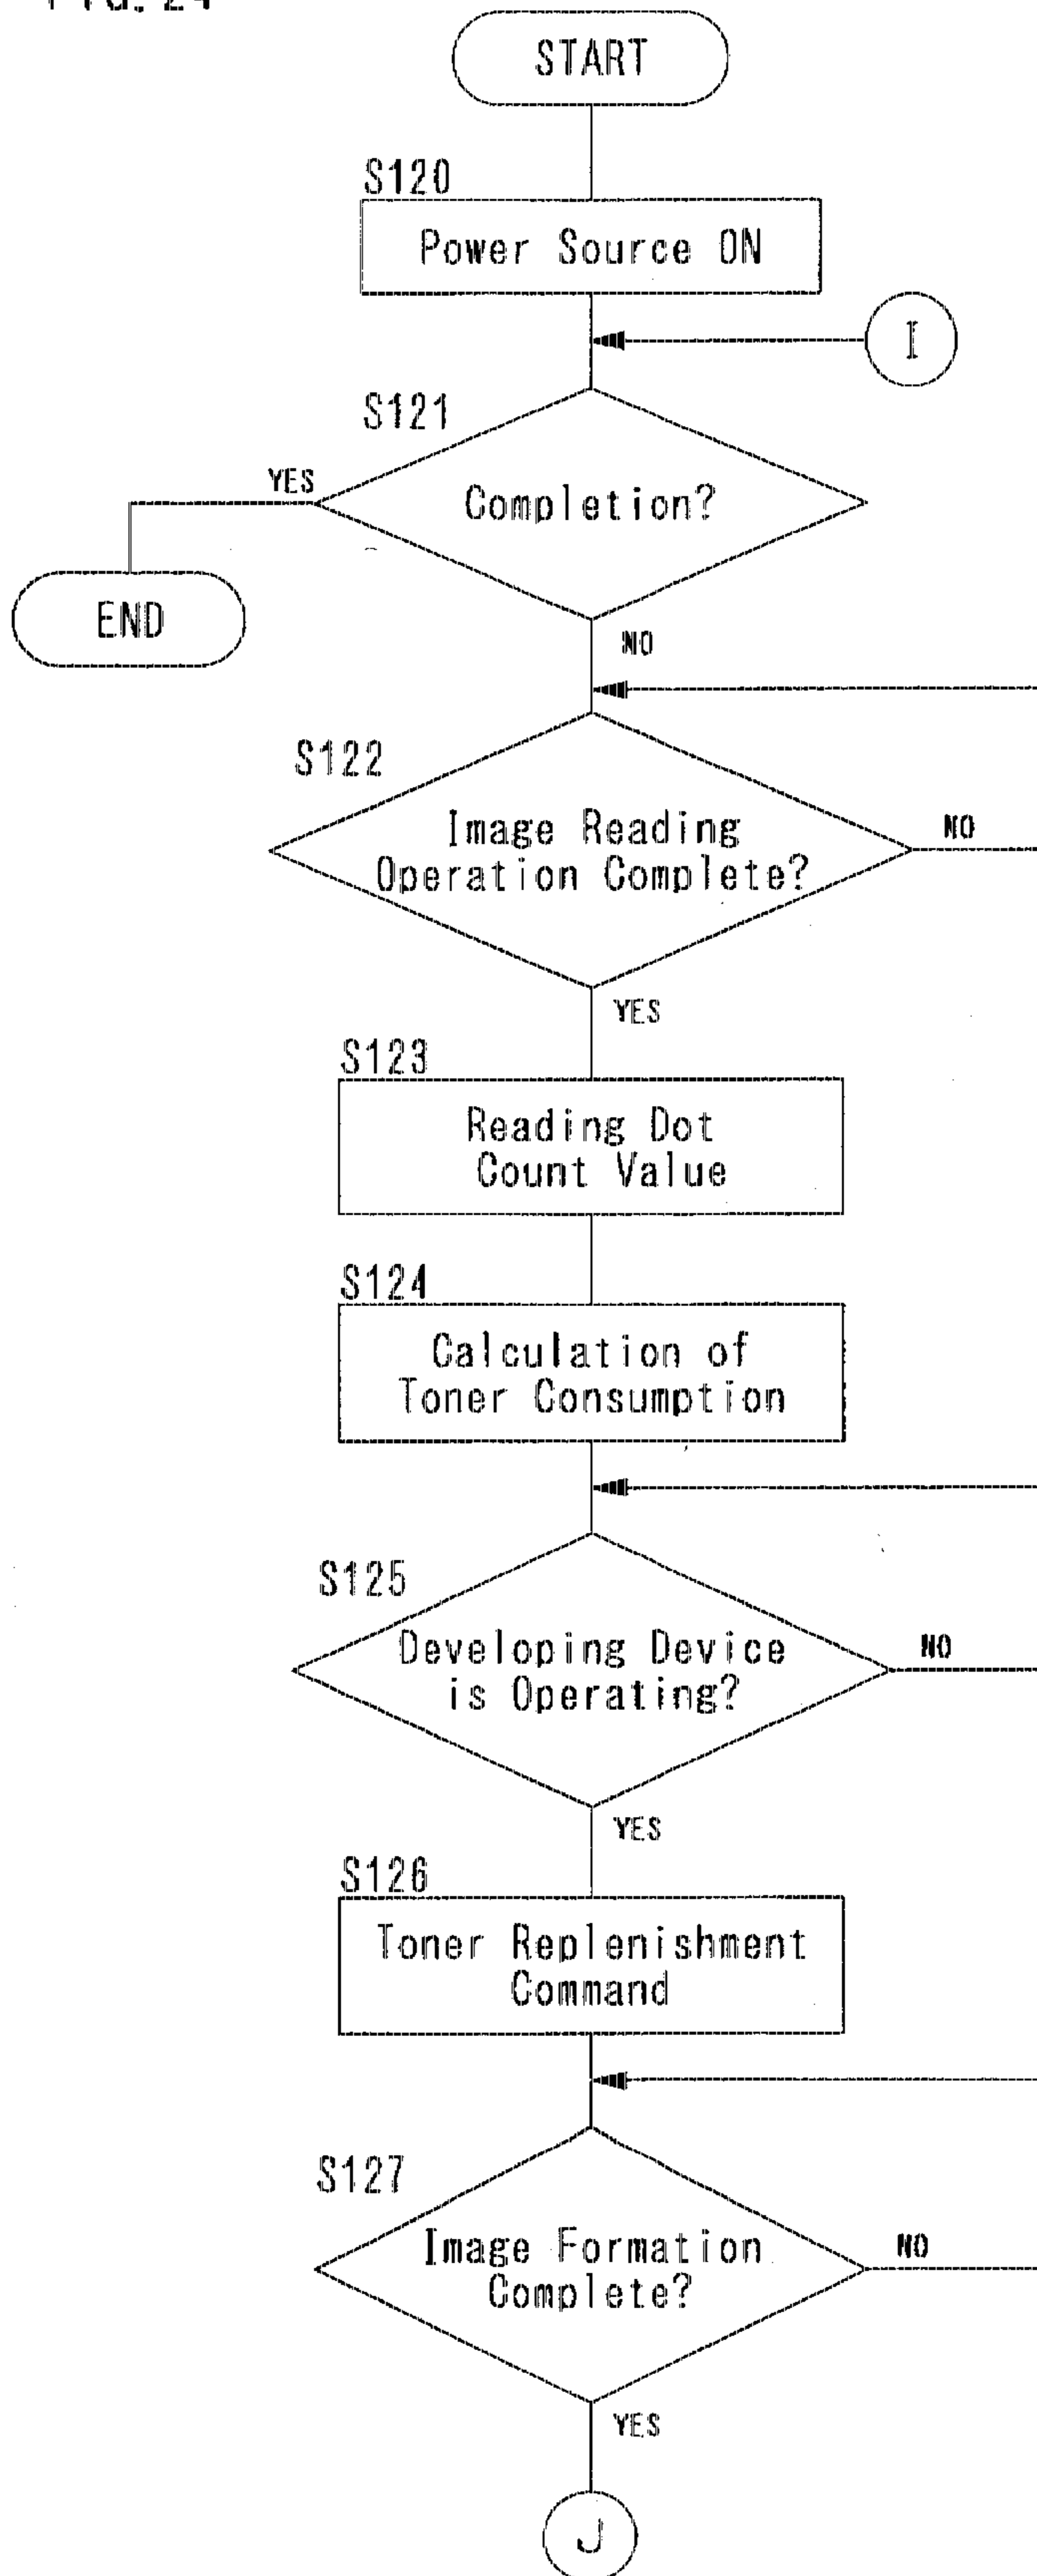 START
S120
Power Source ON
I
S121
YES
Completion?
END
NO
S122
Image Reading
Operation Complete?
NO
YES
S123
Reading Dot
Count Value
S124
Calculation of
Toner Consumption
S125
Developing Device
is Operating?
NO
YES
S126
Toner Replenishment
Command
S127
Image Formation
Complete?
NO
YES
J